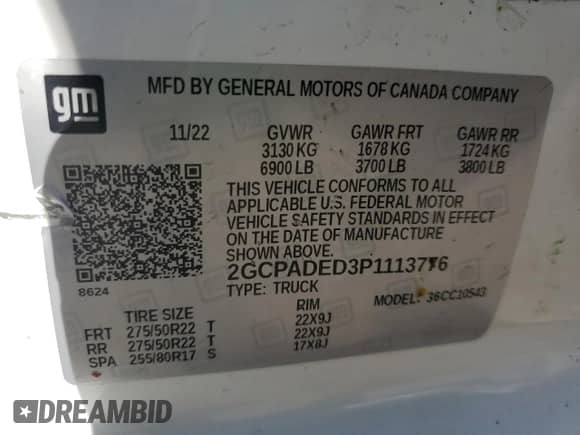 gm
MFD BY GENERAL MOTORS OF CANADA COMPANY
11/22 GVWR GAWR FRT GAWR RR
3130 KG 1678 KG 1724 KG
6900 LB 3700 LB 3800 LB
THIS VEHICLE CONFORMS TO ALL
APPLICABLE U.S. FEDERAL MOTOR
VEHICLE SAFETY STANDARDS IN EFFECT
ON THE DATE OF MANUFACTURE
2GCPADED3P1113776
8624 TYPE: TRUCK MODEL: 36CC10543
TIRE SIZE RIM
FRT 275/50R22 T 22X9J
RR 275/50R22 T 22X9J
SPA 255/80R17 S 17X8J
DREAMBID